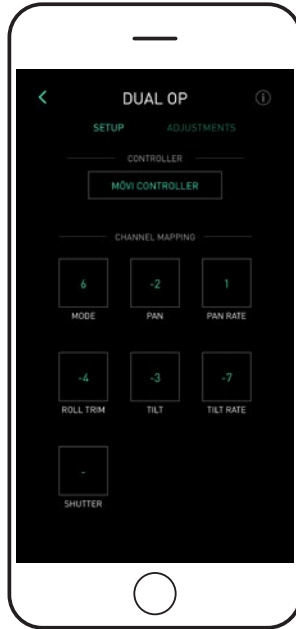 DUAL OP
SETUP ADJUSTMENTS
CONTROLLER
MŌVI CONTROLLER
CHANNEL MAPPING
6 -2 1
MODE PAN PAN RATE
-4 -3 -7
ROLL TRIM TILT TILT RATE
-
SHUTTER